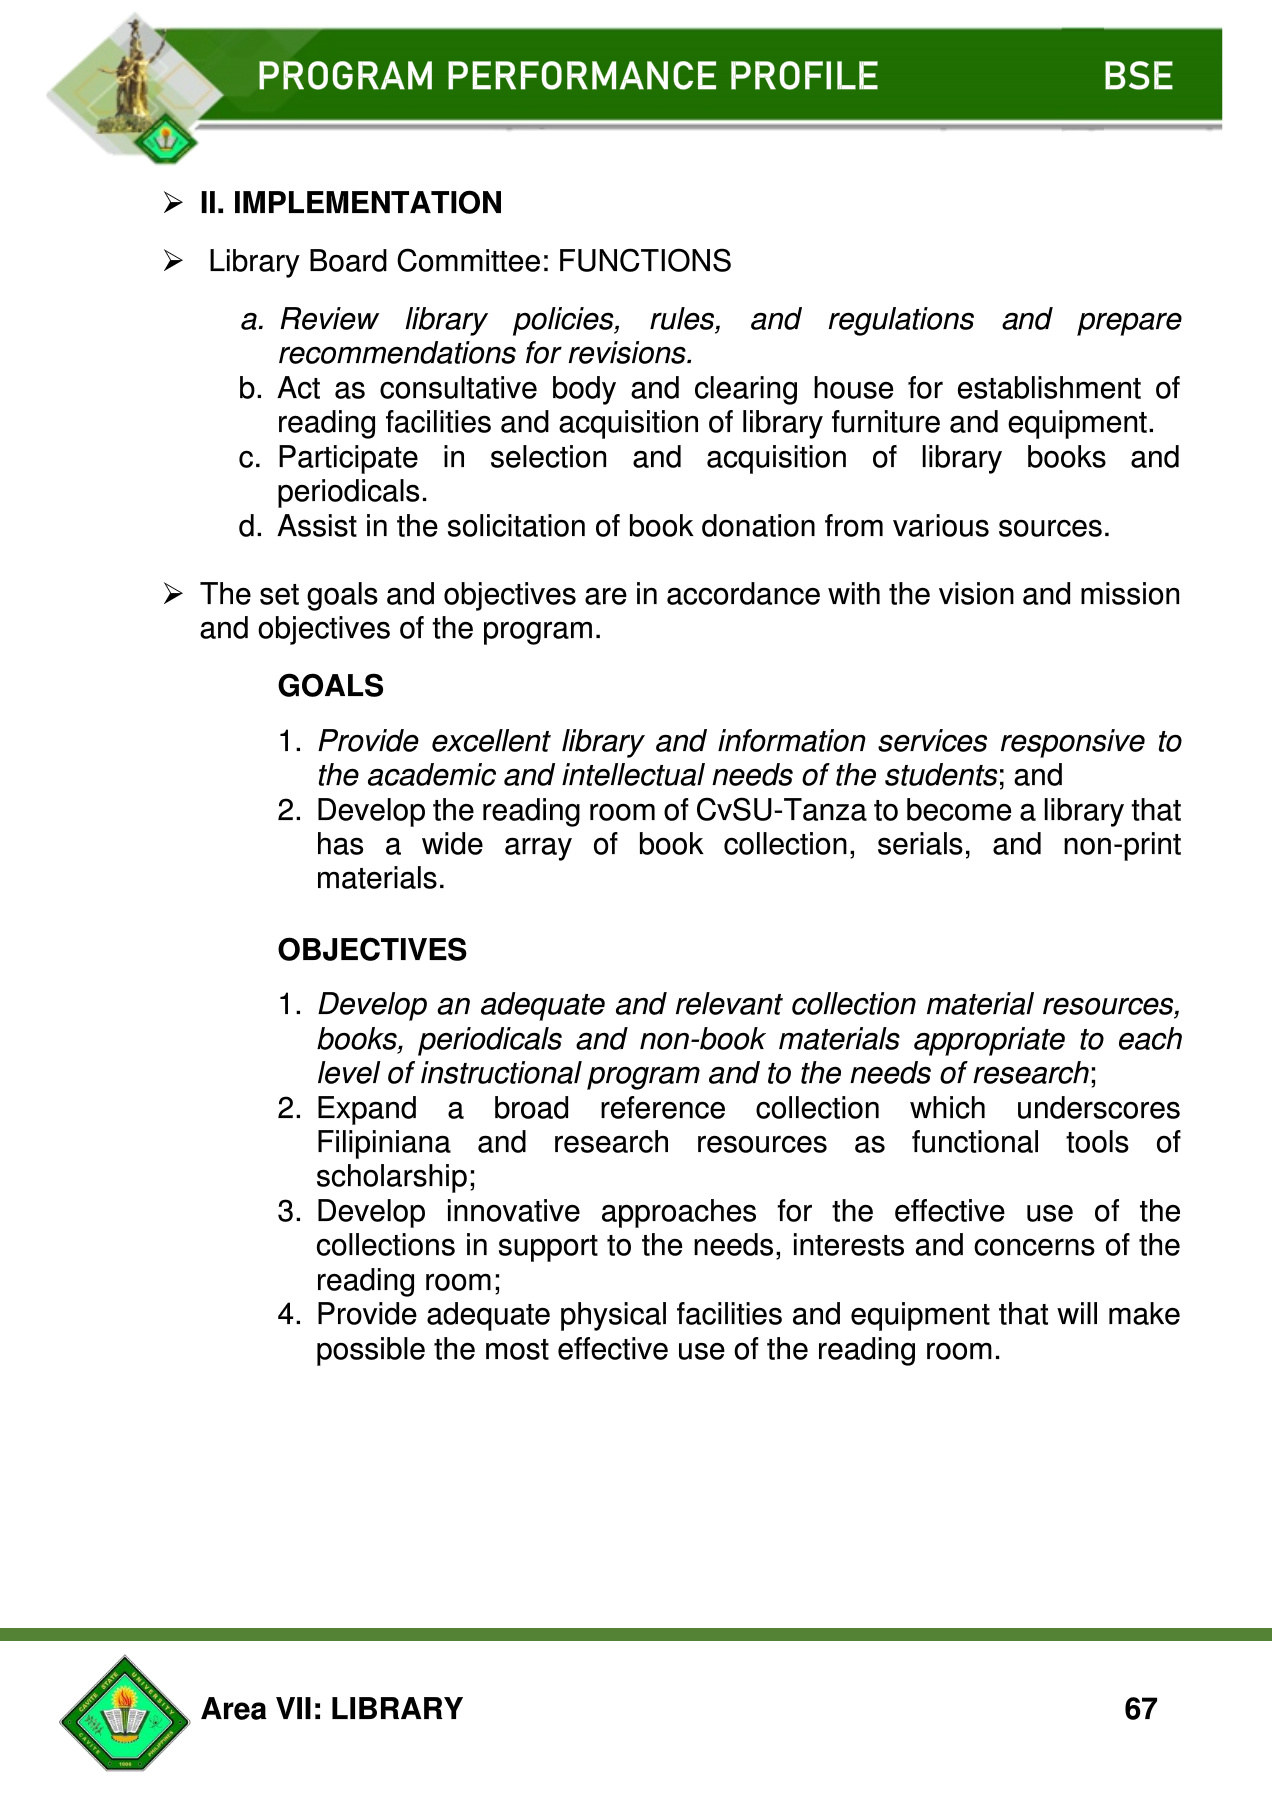 PROGRAM PERFORMANCE PROFILE BSE
➢ II. IMPLEMENTATION
➢ Library Board Committee: FUNCTIONS
a. Review library policies, rules, and regulations and prepare
recommendations for revisions.
b. Act as consultative body and clearing house for establishment of
reading facilities and acquisition of library furniture and equipment.
c. Participate in selection and acquisition of library books and
periodicals.
d. Assist in the solicitation of book donation from various sources.
➢ The set goals and objectives are in accordance with the vision and mission
and objectives of the program.
GOALS
1. Provide excellent library and information services responsive to
the academic and intellectual needs of the students; and
2. Develop the reading room of CvSU-Tanza to become a library that
has a wide array of book collection, serials, and non-print
materials.
OBJECTIVES
1. Develop an adequate and relevant collection material resources,
books, periodicals and non-book materials appropriate to each
level of instructional program and to the needs of research;
2. Expand a broad reference collection which underscores
Filipiniana and research resources as functional tools of
scholarship;
3. Develop innovative approaches for the effective use of the
collections in support to the needs, interests and concerns of the
reading room;
4. Provide adequate physical facilities and equipment that will make
possible the most effective use of the reading room.
CAVITE STATE UNIVERSITY
CAVITE PHILIPPINES
1906
Area VII: LIBRARY 67